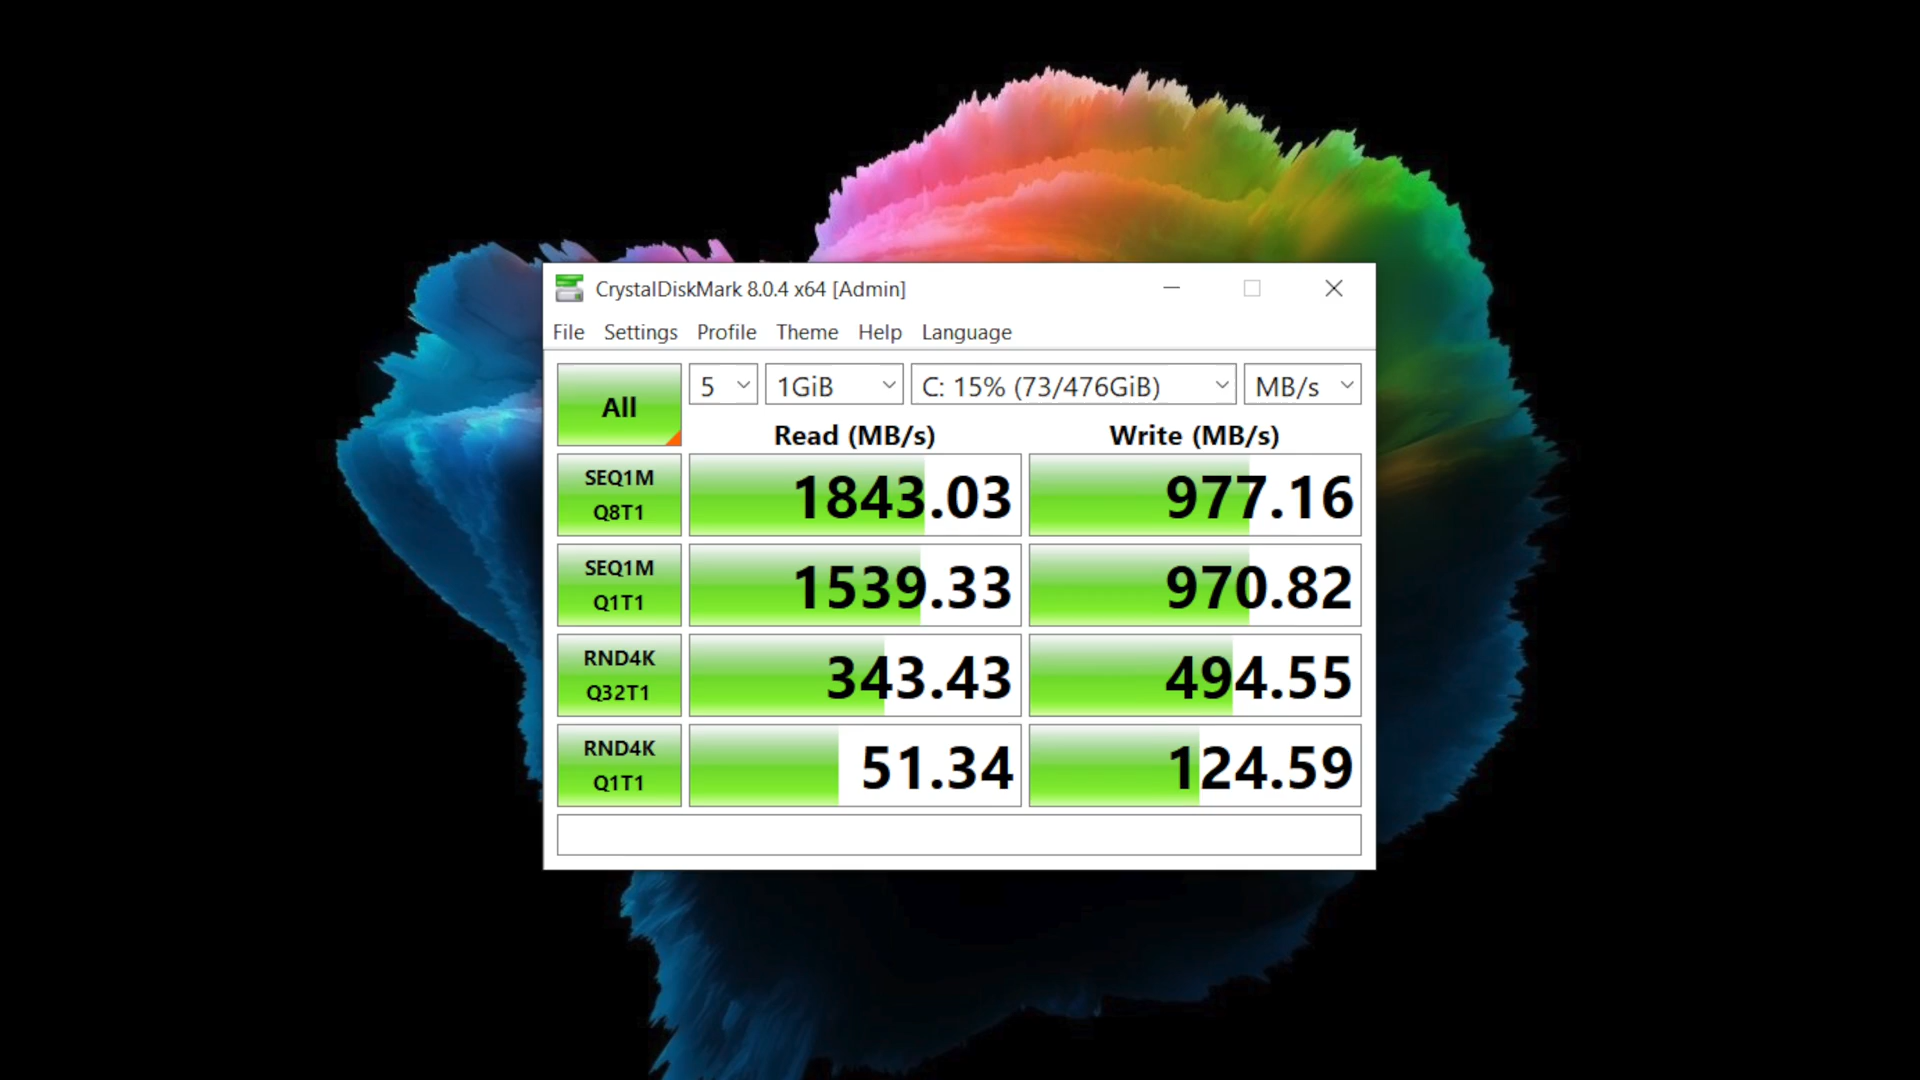 CrystalDiskMark 8.0.4 x64 [Admin]
File Settings Profile Theme Help Language
All
5 1GiB C: 15% (73/476GiB) MB/s
Read (MB/s) Write (MB/s)
SEQ1M
Q8T1
1843.03 977.16
SEQ1M
Q1T1
1539.33 970.82
RND4K
Q32T1
343.43 494.55
RND4K
Q1T1
51.34 124.59